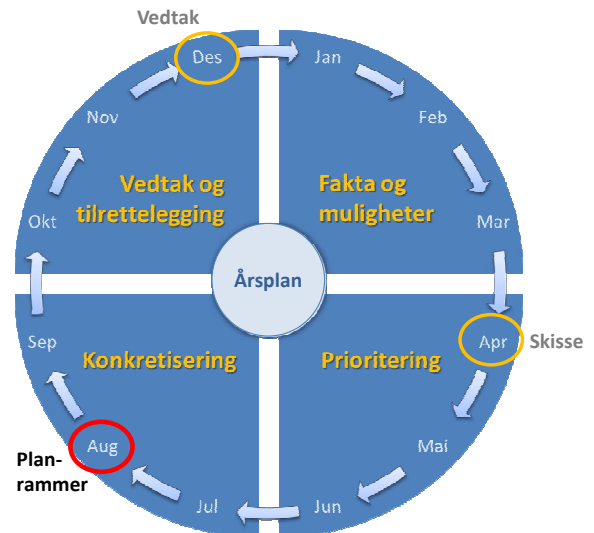 Vedtak
Des
Jan
Nov
Feb
Vedtak og
tilrettelegging
Fakta og
muligheter
Okt
Mar
Årsplan
Sep
Konkretisering
Prioritering
Apr
Skisse
Aug
Mai
Plan-
rammer
Jul
Jun